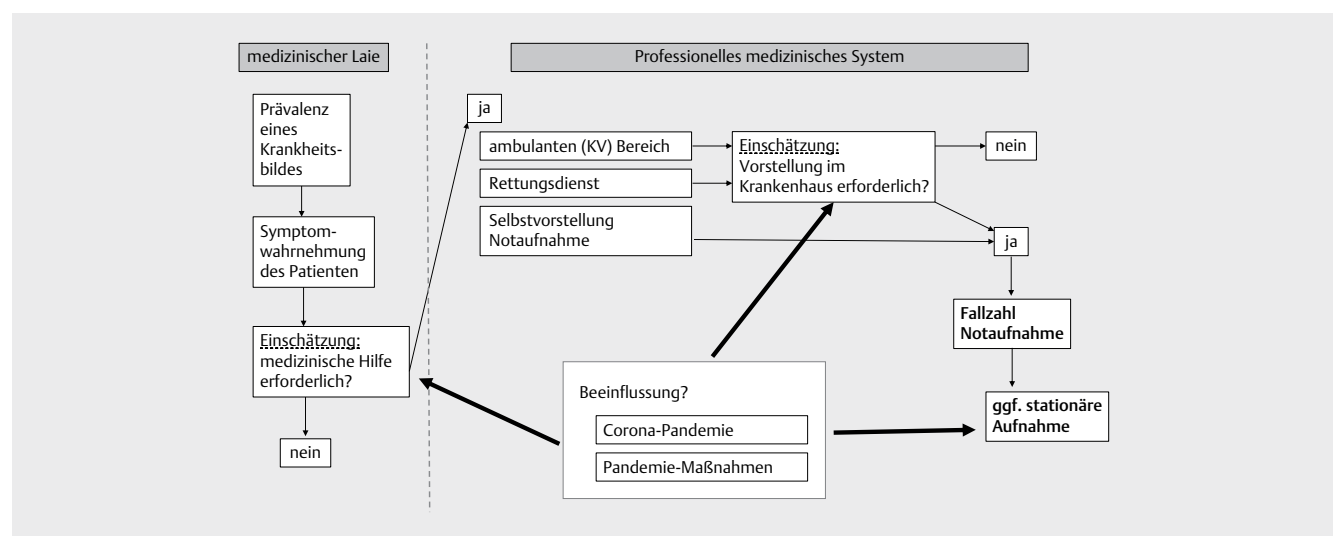 medizinischer Laie
Prävalenz
eines
Krankheits-
bildes
Symptom-
wahrnehmung
des Patienten
Einschätzung:
medizinische Hilfe
erforderlich?
nein
Professionelles medizinisches System
ja
ambulanten (KV) Bereich
Rettungsdienst
Selbstvorstellung
Notaufnahme
Einschätzung:
Vorstellung im
Krankenhaus erforderlich?
nein
ja
Fallzahl
Notaufnahme
ggf. stationäre
Aufnahme
Beeinflussung?
Corona-Pandemie
Pandemie-Maßnahmen